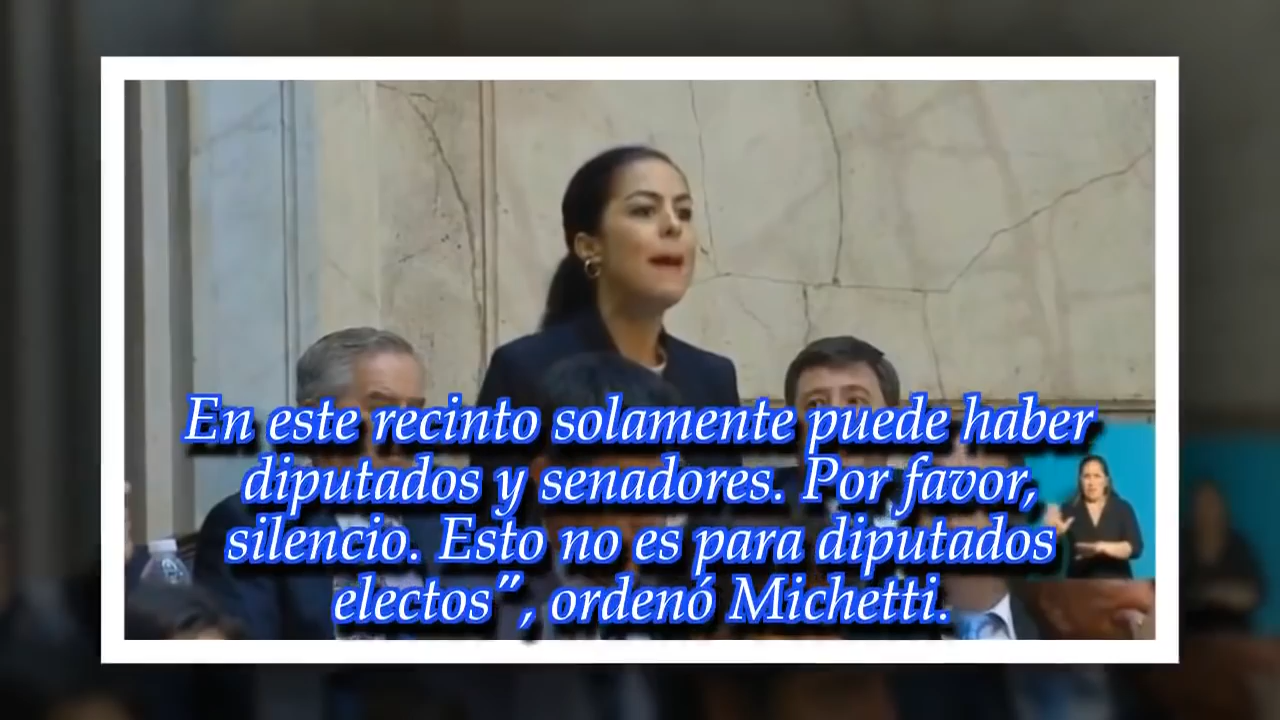 En este recinto solamente puede haber
diputados y senadores. Por favor,
silencio. Esto no es para diputados
electos”, ordenó Michetti.